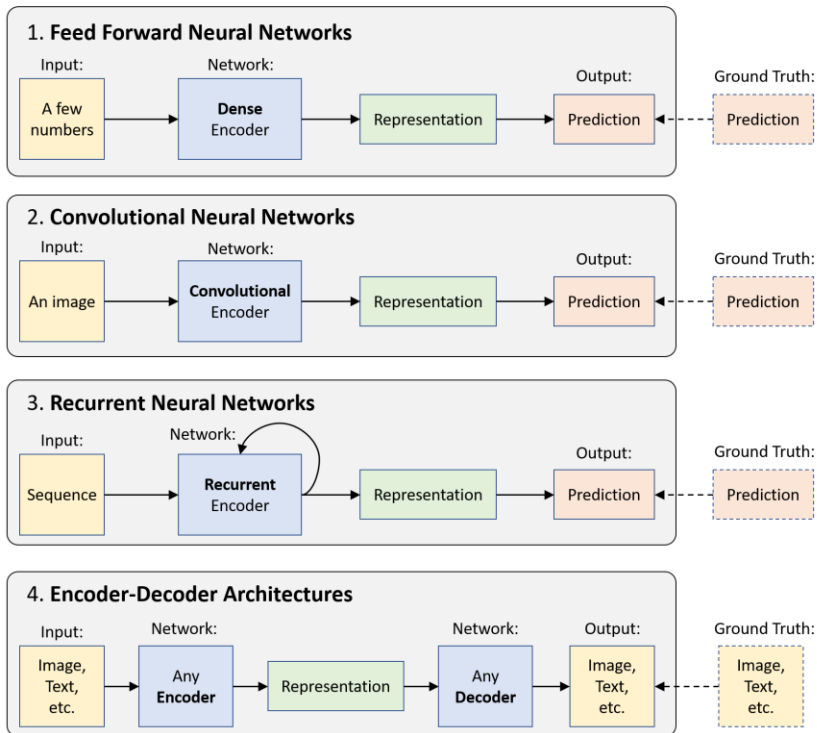 1. Feed Forward Neural Networks
Input:
Network:
Output:
Ground Truth:
A few
numbers
Dense
Encoder
Representation
Prediction
Prediction
2. Convolutional Neural Networks
Input:
Network:
Output:
Ground Truth:
An image
Convolutional
Encoder
Representation
Prediction
Prediction
3. Recurrent Neural Networks
Input:
Network:
Output:
Ground Truth:
Sequence
Recurrent
Encoder
Representation
Prediction
Prediction
4. Encoder-Decoder Architectures
Input:
Network:
Network:
Output:
Ground Truth:
Image,
Text,
etc.
Any
Encoder
Representation
Any
Decoder
Image,
Text,
etc.
Image,
Text,
etc.